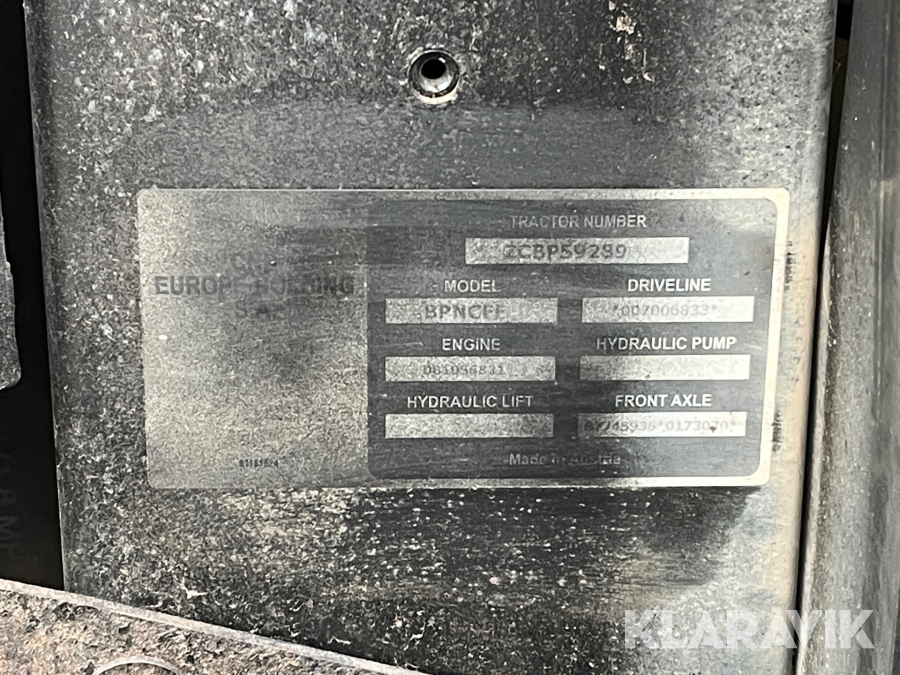 TRACTOR NUMBER
ZCBP59289
EUROPE HOLDING
S.A.
MODEL
DRIVELINE
BPNCFF
*007006833*
ENGINE
HYDRAULIC PUMP
HYDRAULIC LIFT
FRONT AXLE
Made in Austria
KLARAVIK